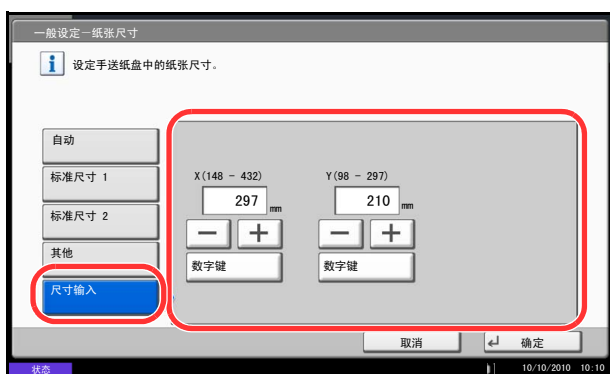 一般设定－纸张尺寸
设定手送纸盘中的纸张尺寸。
自动
标准尺寸 1
标准尺寸 2
其他
尺寸输入
X(148 - 432)
297 mm
数字键
Y(98 - 297)
210 mm
数字键
取消
确定
状态
10/10/2010 10:10